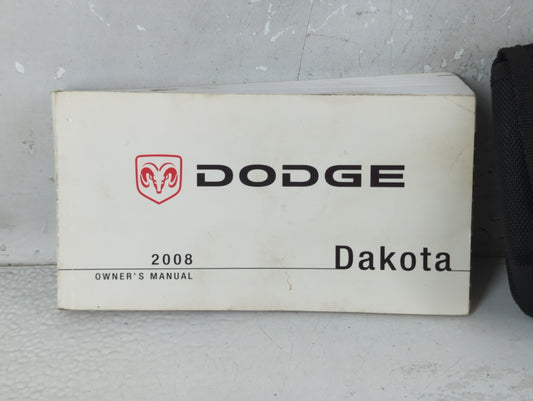 DODGE
2008
OWNER'S MANUAL
Dakota